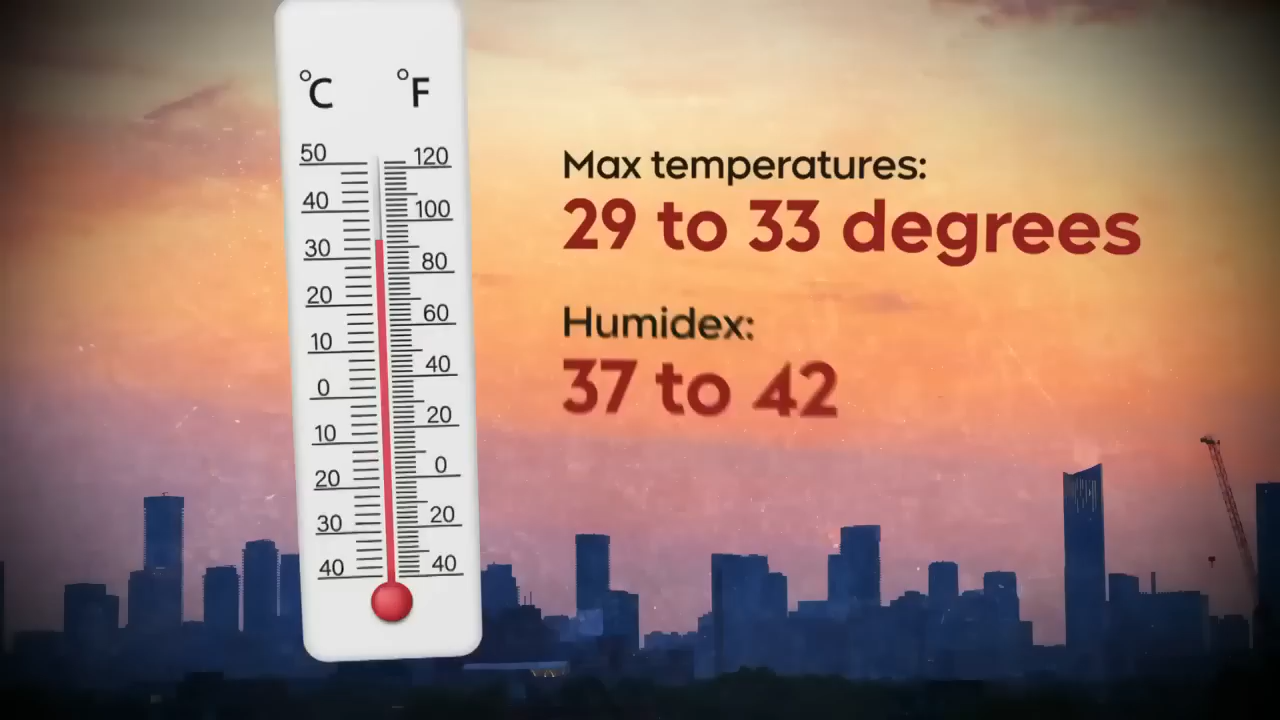 °C °F
50 120
40 100
30 80
20 60
10 40
0 20
10 0
20 20
30 40
40
Max temperatures:
29 to 33 degrees
Humidex:
37 to 42